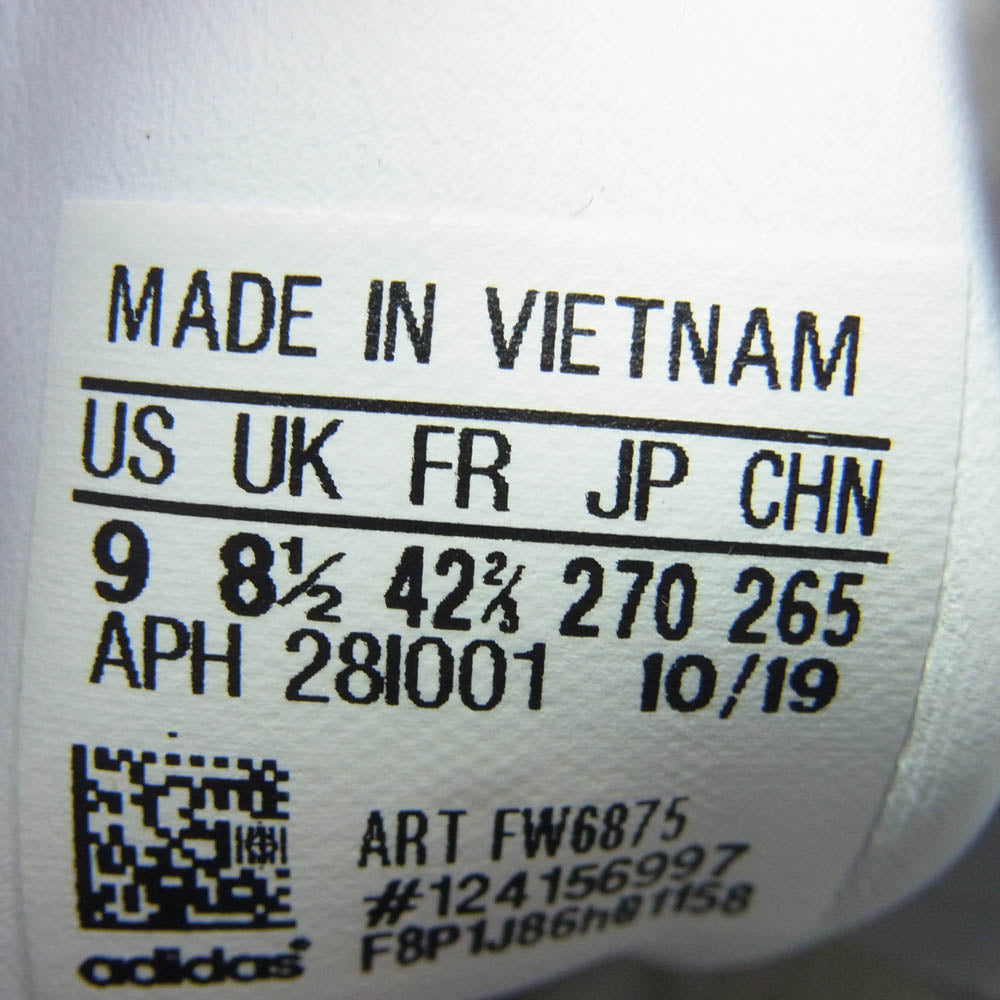 MADE IN VIETNAM
US UK FR JP CHN
9 8½ 42⅔ 270 265
APH 28I001 10/19
ART FW6875
#124156997
F8P1J86h81158
adidas